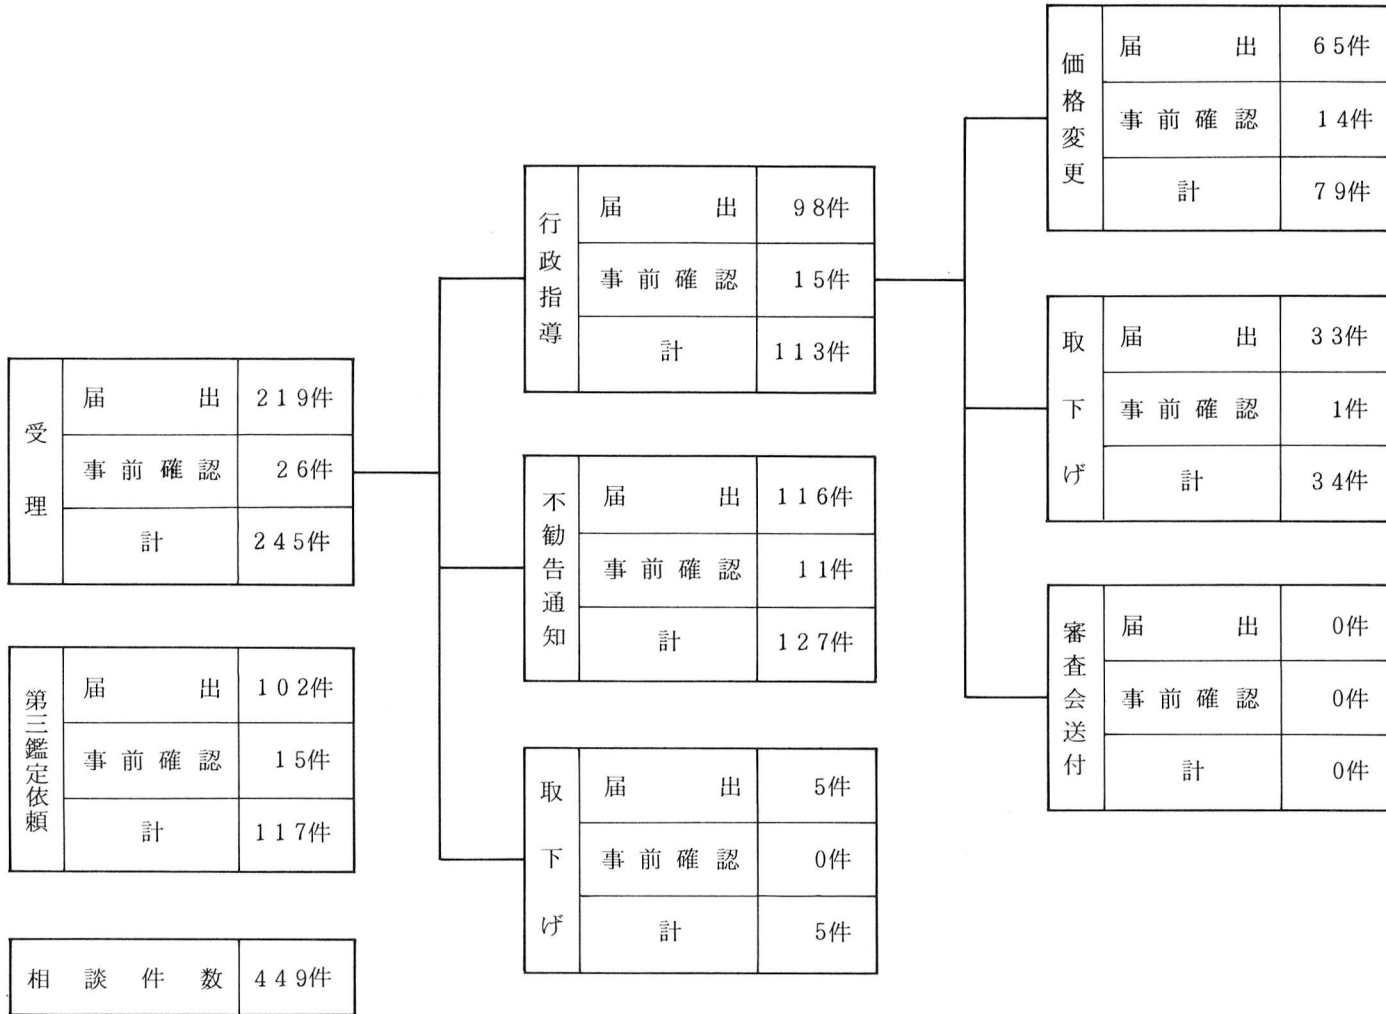 受理
届出 219件
事前確認 26件
計 245件
第三鑑定依頼
届出 102件
事前確認 15件
計 117件
相談件数 449件
行政指導
届出 98件
事前確認 15件
計 113件
不勧告通知
届出 116件
事前確認 11件
計 127件
取下げ
届出 5件
事前確認 0件
計 5件
価格変更
届出 65件
事前確認 14件
計 79件
取下げ
届出 33件
事前確認 1件
計 34件
審査会送付
届出 0件
事前確認 0件
計 0件